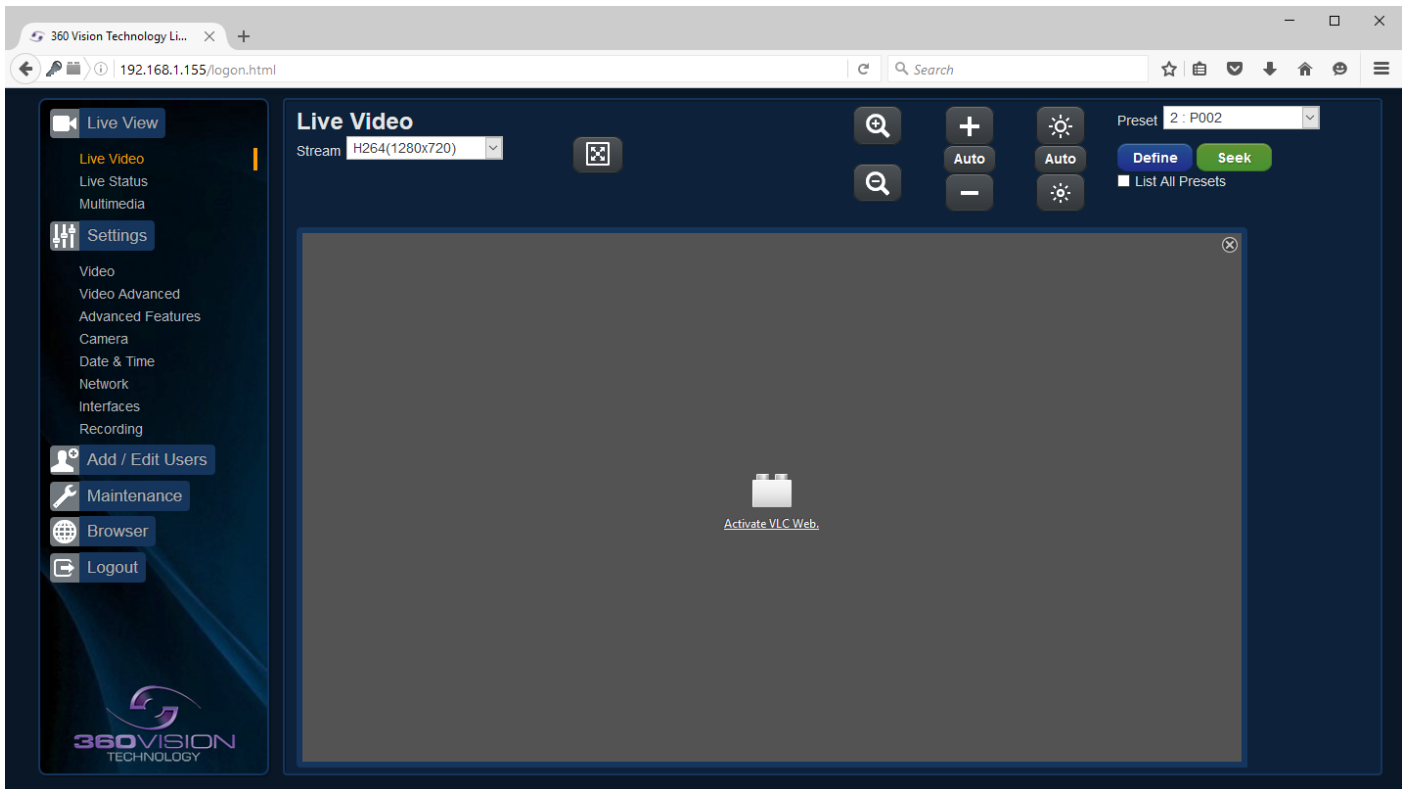 360 Vision Technology Li...
192.168.1.155/logon.html
Search
Live View
Live Video
Live Status
Multimedia
Settings
Video
Video Advanced
Advanced Features
Camera
Date & Time
Network
Interfaces
Recording
Add / Edit Users
Maintenance
Browser
Logout
360VISION
TECHNOLOGY
Live Video
Stream H264(1280x720)
Auto
Auto
Preset 2 : P002
Define Seek
List All Presets
Activate VLC Web.